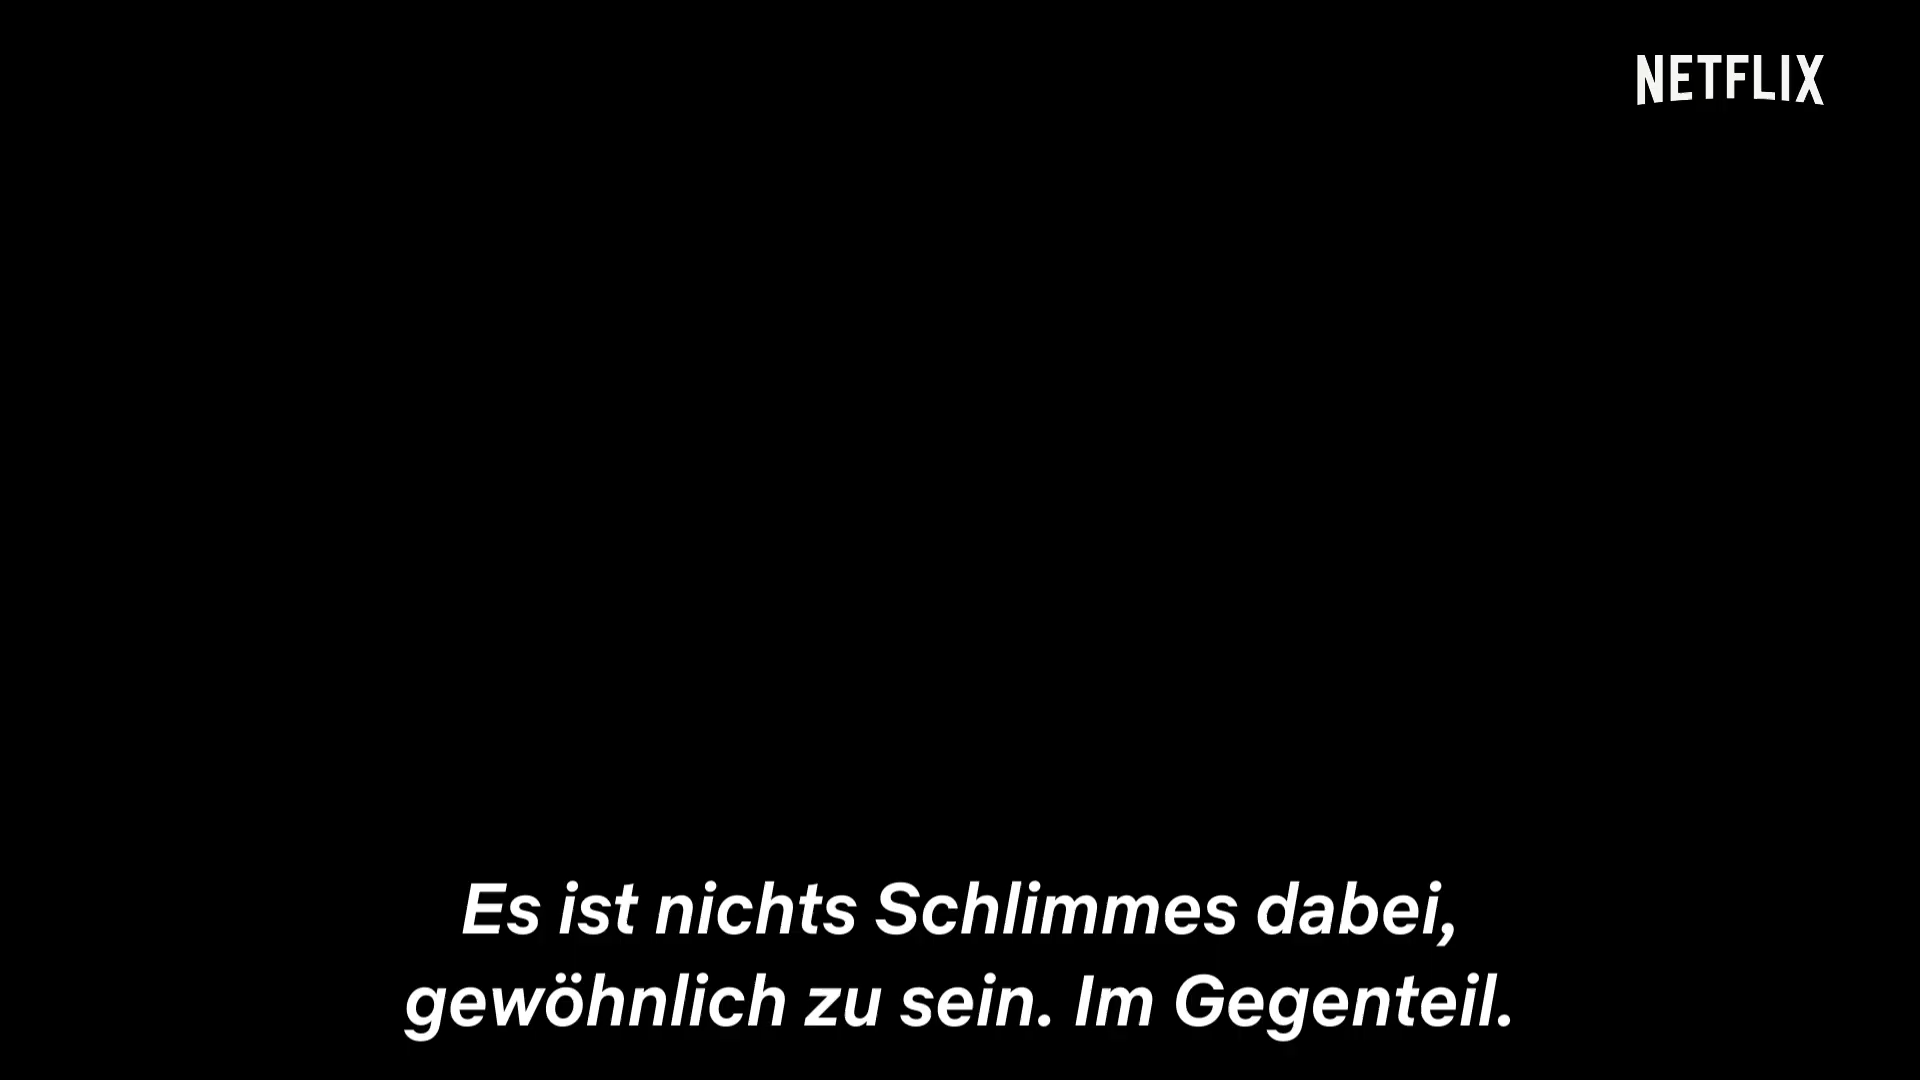 NETFLIX
Es ist nichts Schlimmes dabei,
gewöhnlich zu sein. Im Gegenteil.